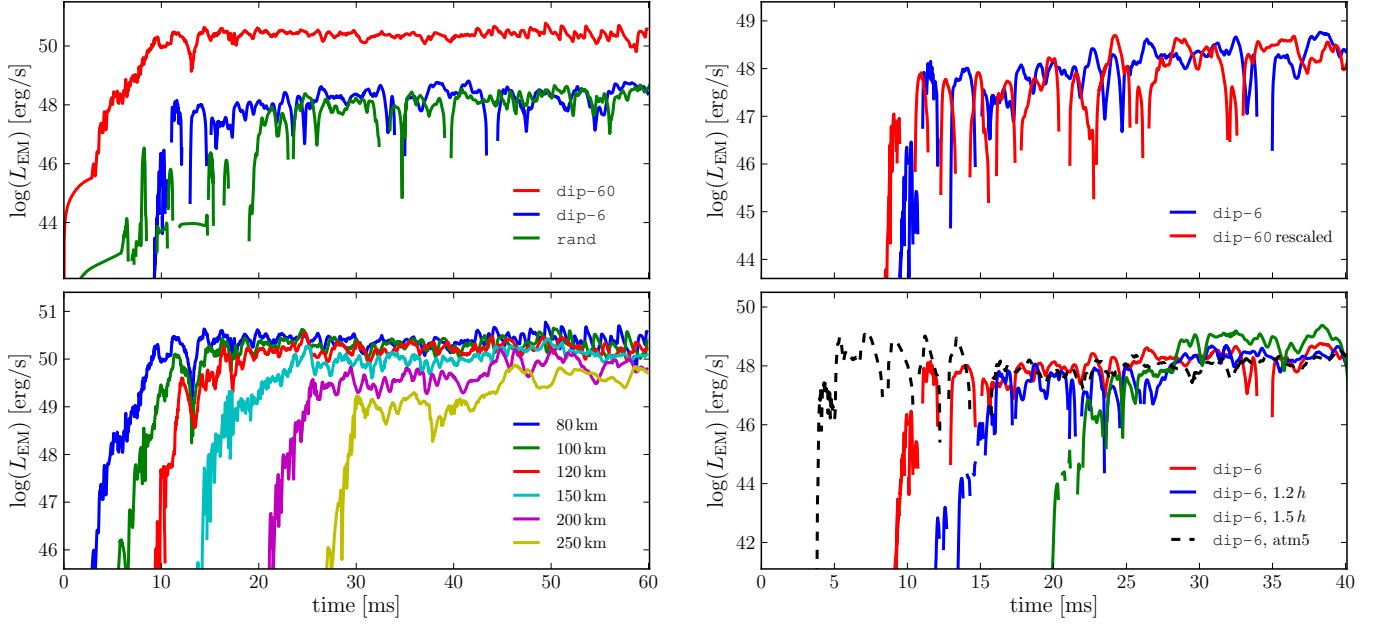 log(L_EM) [erg/s]
50
48
46
44
dip-60
dip-6
rand
log(L_EM) [erg/s]
49
48
47
46
45
44
dip-6
dip-60 rescaled
log(L_EM) [erg/s]
51
50
49
48
47
46
80 km
100 km
120 km
150 km
200 km
250 km
0 10 20 30 40 50 60
time [ms]
log(L_EM) [erg/s]
50
48
46
44
42
dip-6
dip-6, 1.2 h
dip-6, 1.5 h
dip-6, atm5
0 5 10 15 20 25 30 35 40
time [ms]